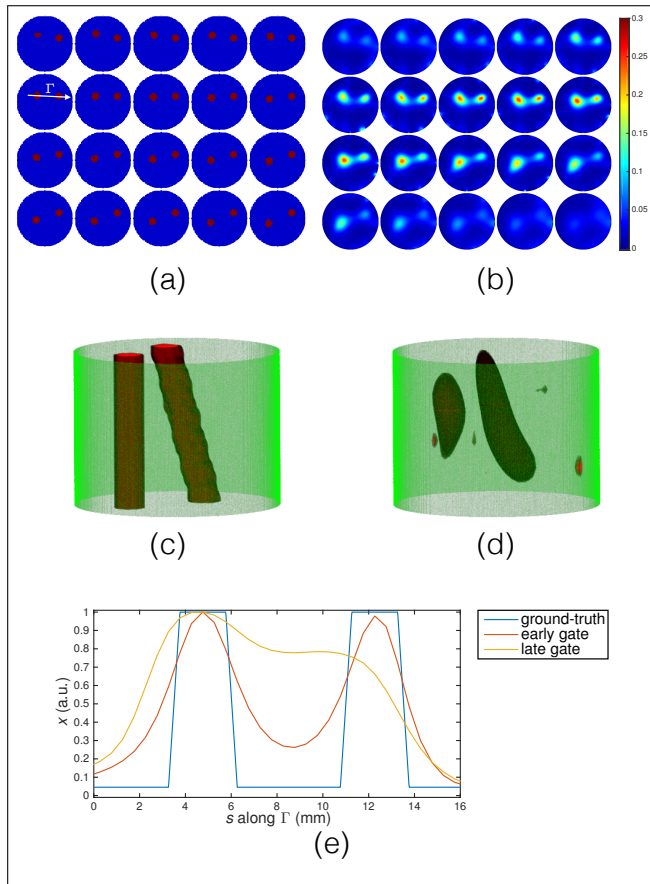 Γ
0.3
0.25
0.2
0.15
0.1
0.05
0
(a)
(b)
(c)
(d)
1
0.9
0.8
0.7
0.6
0.5
0.4
0.3
0.2
0.1
0
x (a.u.)
0 2 4 6 8 10 12 14 16
s along Γ (mm)
ground-truth
early gate
late gate
(e)